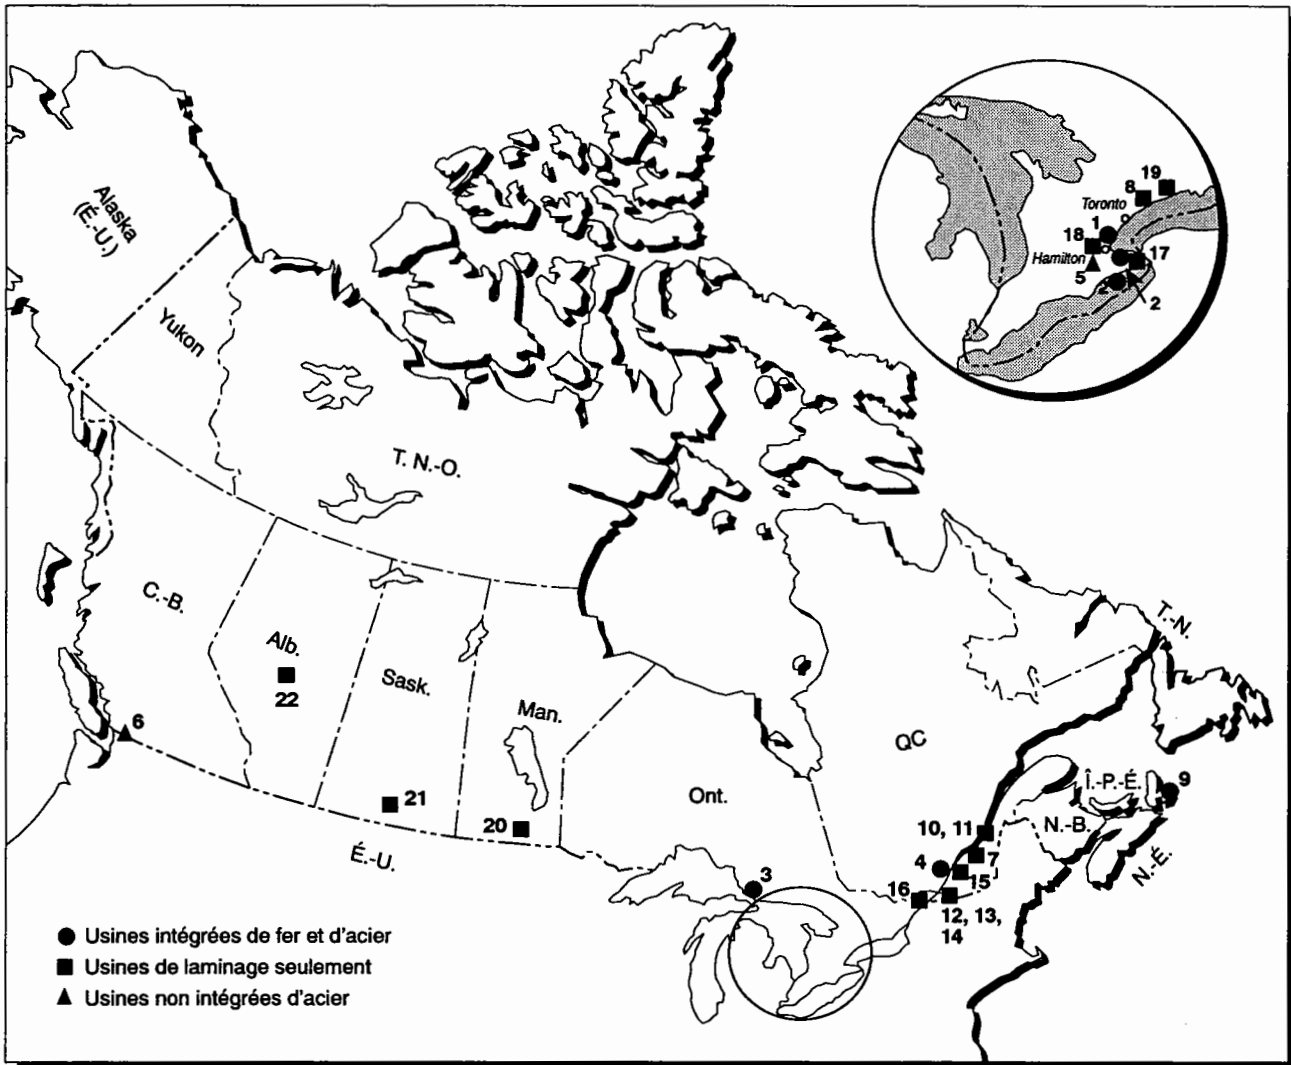 Alaska
(É.-U.)
Yukon
T. N.-O.
C.-B.
Alb.
22
Sask.
Man.
6
21
20
É.-U.
Ont.
QC
T.-N.
Î.-P.-É.
9
N.-B.
N.-É.
10, 11
4
7
15
16
12, 13,
14
3
19
8
Toronto
1
18
Hamilton
17
5
2
Usines intégrées de fer et d'acier
Usines de laminage seulement
Usines non intégrées d'acier